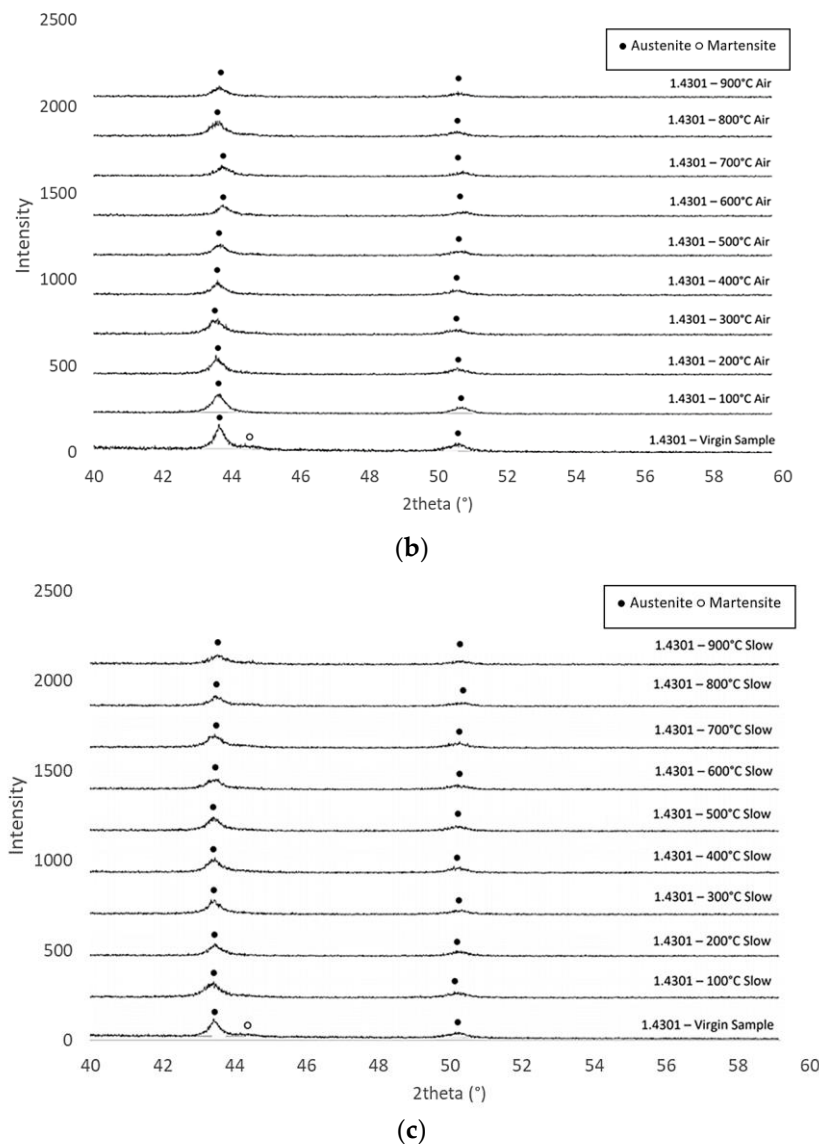 2500
● Austenite ○ Martensite
1.4301 – 900°C Air
2000
1.4301 – 800°C Air
1.4301 – 700°C Air
1500
1.4301 – 600°C Air
1.4301 – 500°C Air
1000
1.4301 – 400°C Air
1.4301 – 300°C Air
500
1.4301 – 200°C Air
1.4301 – 100°C Air
0
1.4301 – Virgin Sample
Intensity
40 42 44 46 48 50 52 54 56 58 60
2theta (°)
(b)
2500
● Austenite ○ Martensite
1.4301 – 900°C Slow
2000
1.4301 – 800°C Slow
1.4301 – 700°C Slow
1500
1.4301 – 600°C Slow
1.4301 – 500°C Slow
1000
1.4301 – 400°C Slow
1.4301 – 300°C Slow
500
1.4301 – 200°C Slow
1.4301 – 100°C Slow
0
1.4301 – Virgin Sample
Intensity
40 42 44 46 48 50 52 54 56 58 60
2theta (°)
(c)